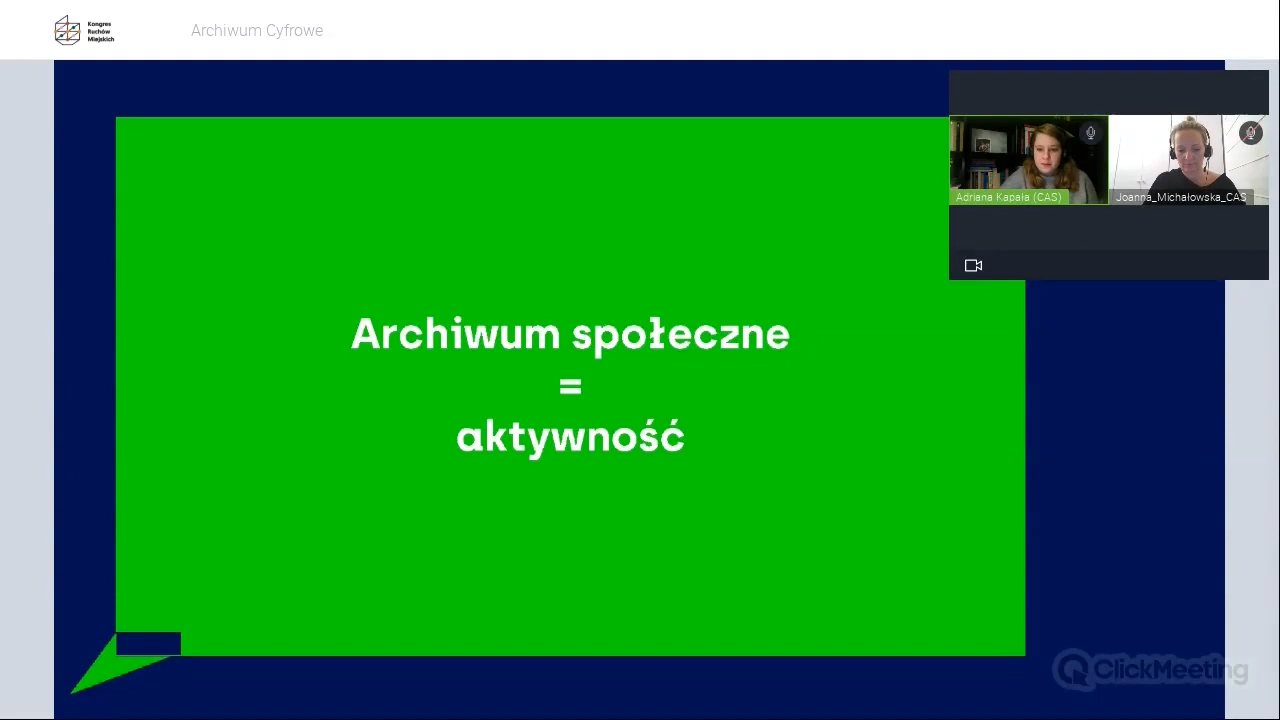 Kongres
Ruchów
Miejskich
Archiwum Cyfrowe
Adriana Kapała (CAS)
Joanna_Michałowska_CAS
Archiwum społeczne
=
aktywność
ClickMeeting